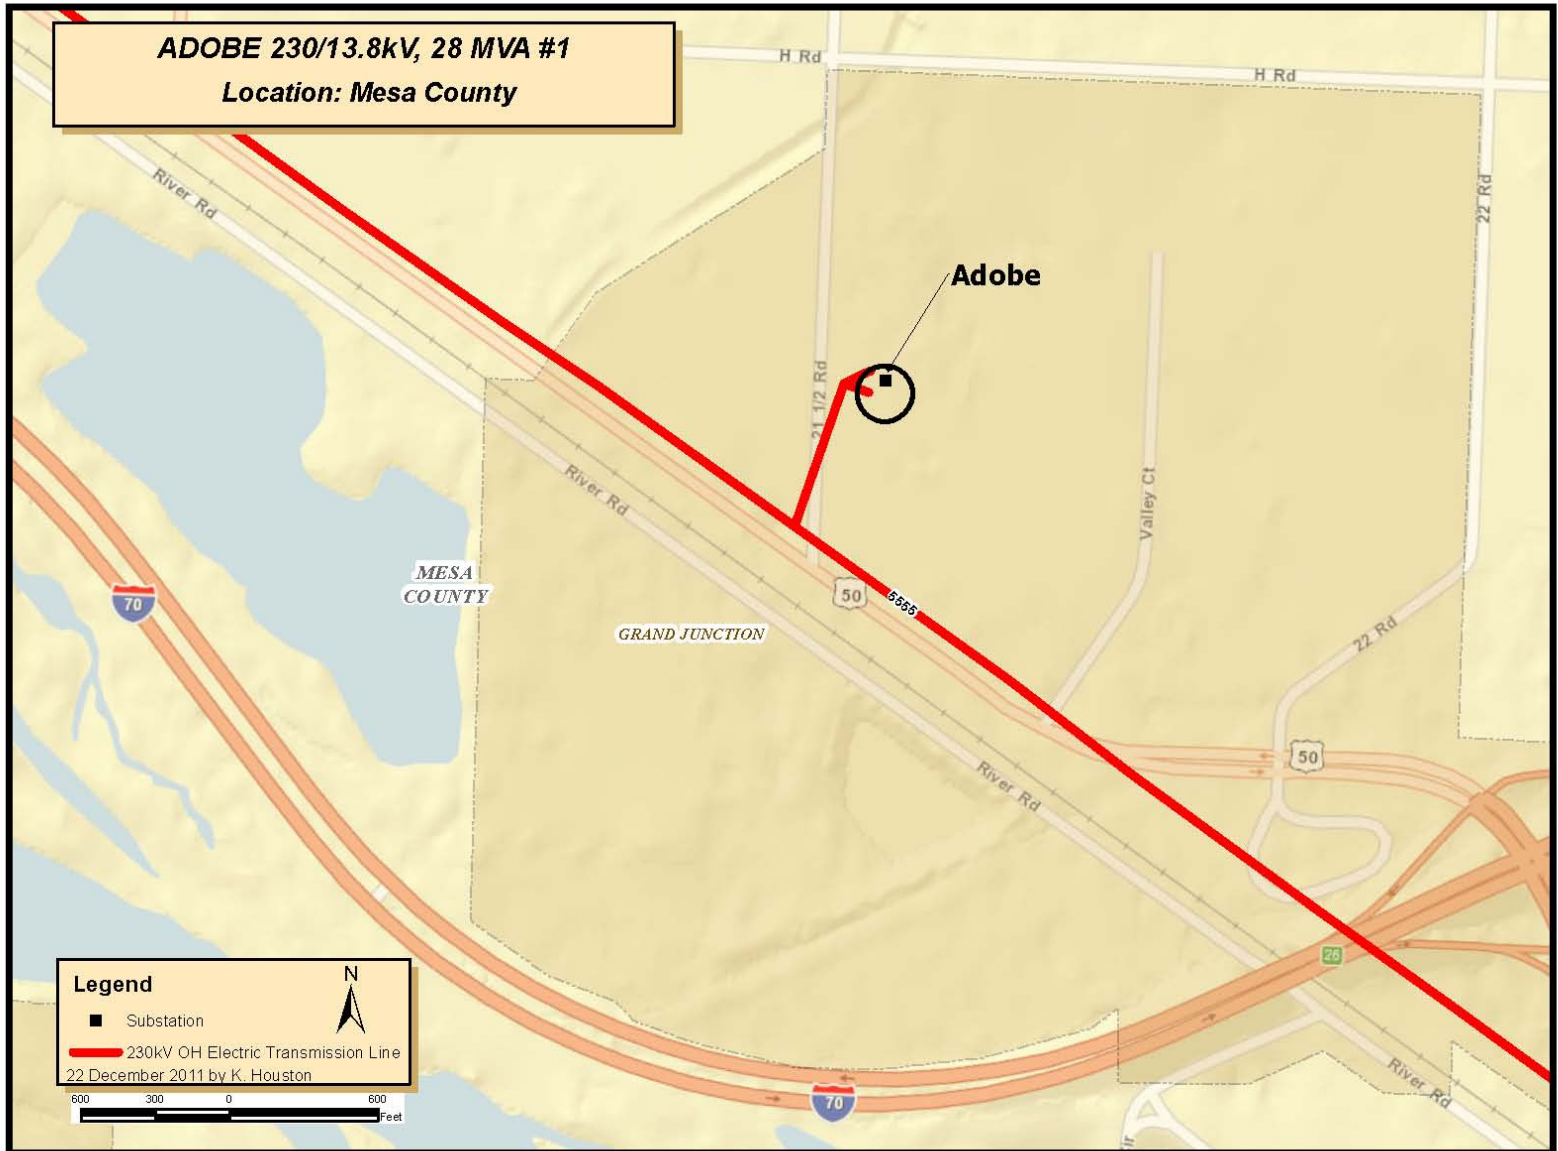 ADOBE 230/13.8kV, 28 MVA #1
Location: Mesa County
H Rd
H Rd
River Rd
22 Rd
Adobe
21 1/2 Rd
River Rd
Valley Ct
MESA
COUNTY
70
50
5555
GRAND JUNCTION
22 Rd
50
River Rd
26
Legend
N
Substation
230kV OH Electric Transmission Line
22 December 2011 by K. Houston
600 300 0 600
Feet
70
River Rd
ir